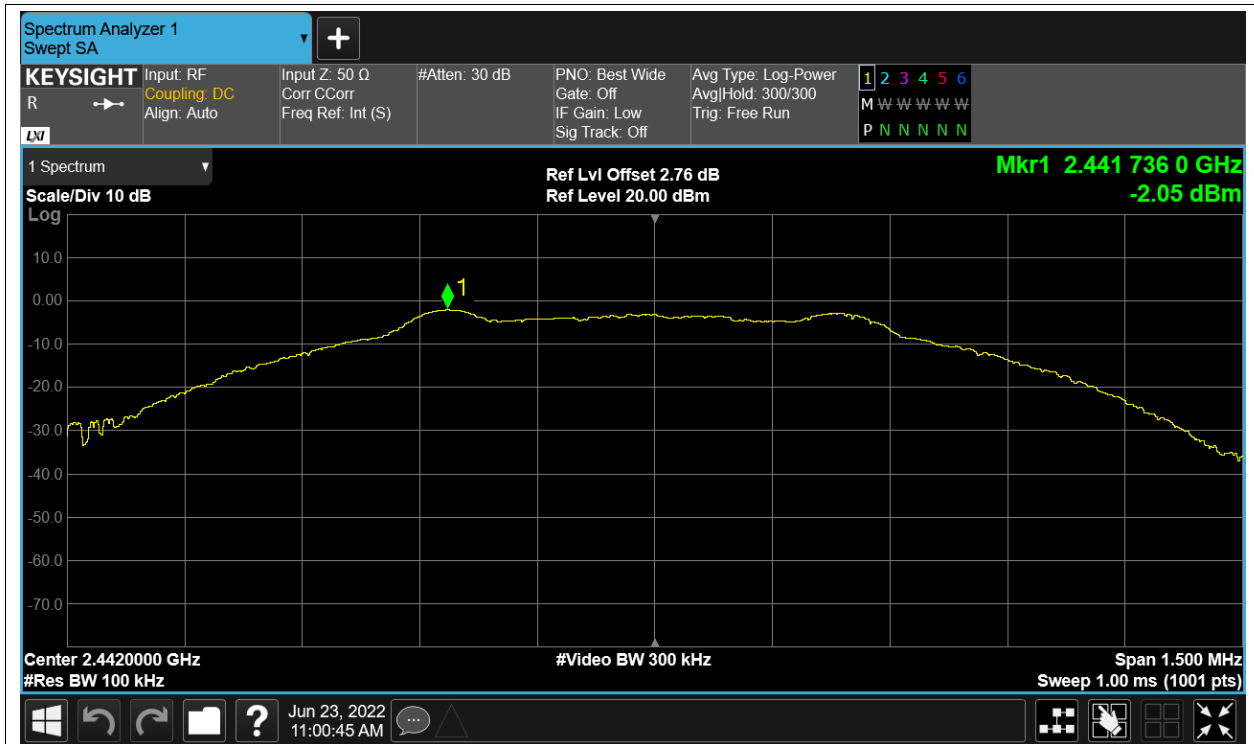 Spectrum Analyzer 1
Swept SA
+
KEYSIGHT
R
LXI
Input: RF
Coupling: DC
Align: Auto
Input Z: 50 Ω
Corr CCorr
Freq Ref: Int (S)
#Atten: 30 dB
PNO: Best Wide
Gate: Off
IF Gain: Low
Sig Track: Off
Avg Type: Log-Power
Avg|Hold: 300/300
Trig: Free Run
1 2 3 4 5 6
M W W W W W
P N N N N N
1 Spectrum
Scale/Div 10 dB
Ref Lvl Offset 2.76 dB
Ref Level 20.00 dBm
Mkr1 2.441 736 0 GHz
-2.05 dBm
Log
10.0
0.00
-10.0
-20.0
-30.0
-40.0
-50.0
-60.0
-70.0
1
Center 2.4420000 GHz
#Res BW 100 kHz
#Video BW 300 kHz
Span 1.500 MHz
Sweep 1.00 ms (1001 pts)
?
Jun 23, 2022
11:00:45 AM